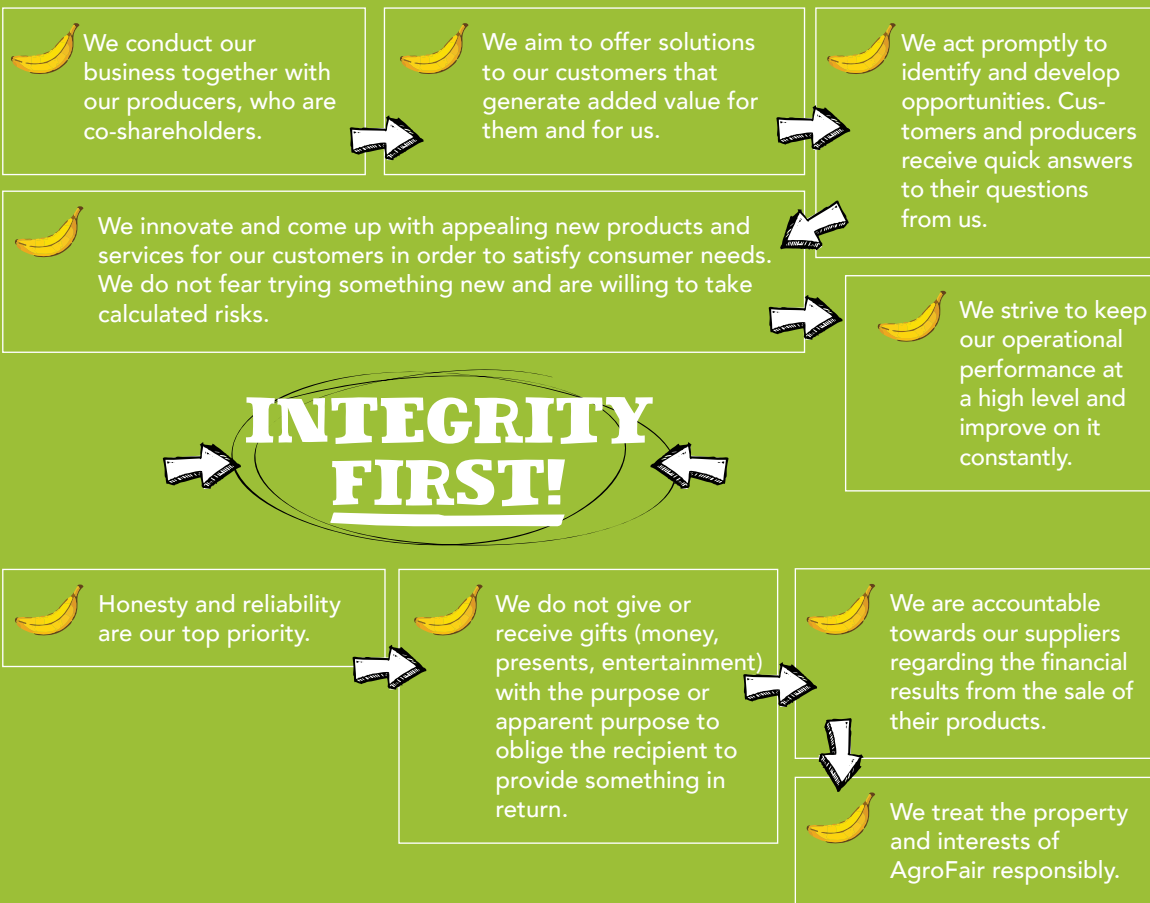 We conduct our
business together with
our producers, who are
co-shareholders.
We aim to offer solutions
to our customers that
generate added value for
them and for us.
We act promptly to
identify and develop
opportunities. Cus-
tomers and producers
receive quick answers
to their questions
from us.
We innovate and come up with appealing new products and
services for our customers in order to satisfy consumer needs.
We do not fear trying something new and are willing to take
calculated risks.
We strive to keep
our operational
performance at
a high level and
improve on it
constantly.
INTEGRITY
FIRST!
Honesty and reliability
are our top priority.
We do not give or
receive gifts (money,
presents, entertainment)
with the purpose or
apparent purpose to
oblige the recipient to
provide something in
return.
We are accountable
towards our suppliers
regarding the financial
results from the sale of
their products.
We treat the property
and interests of
AgroFair responsibly.